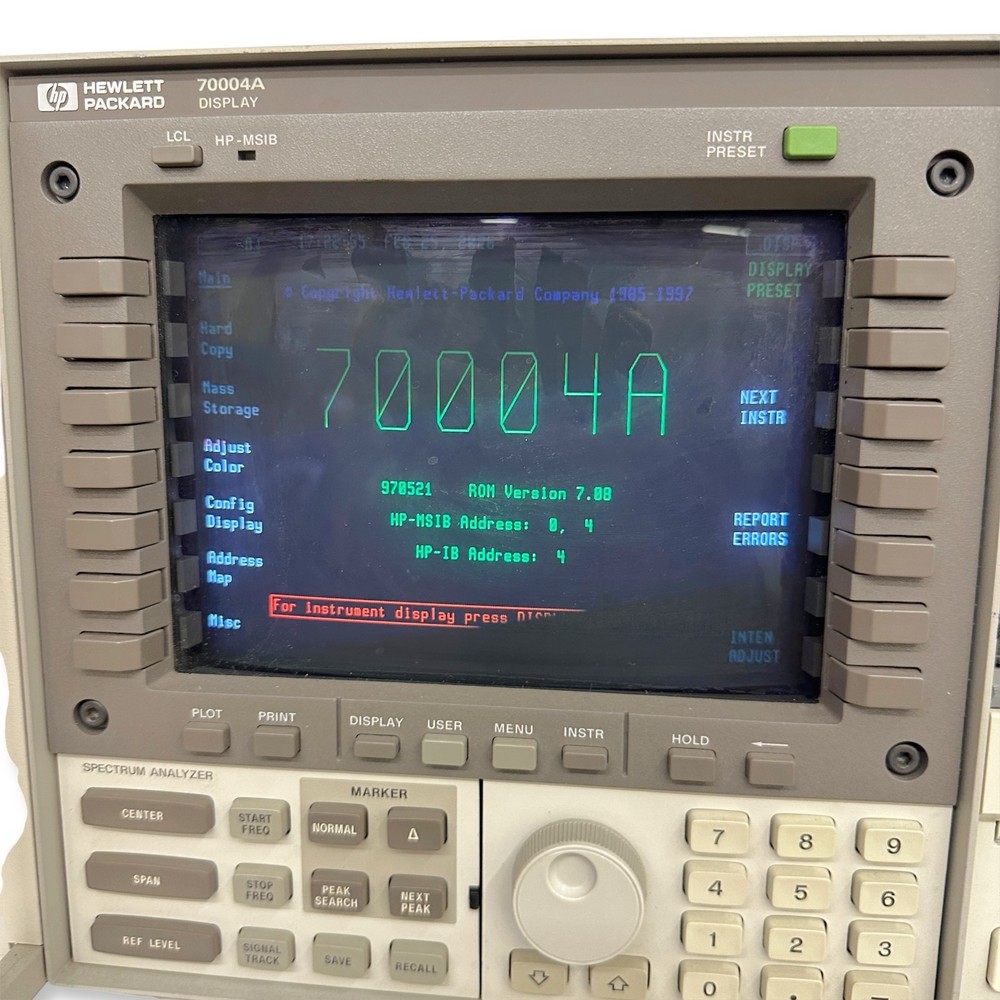 hp
HEWLETT
PACKARD
70004A
DISPLAY
LCL
HP-MSIB
INSTR
PRESET
DISPLAY
PRESET
Main
© Copyright Hewlett-Packard Company 1985-1997
Hard
Copy
70004A
Mass
Storage
NEXT
INSTR
Adjust
Color
970521 ROM Version 7.08
Config
Display
HP-MSIB Address: 0, 4
REPORT
ERRORS
HP-IB Address: 4
Address
Map
For instrument display press
Misc
INTEN
ADJUST
PLOT
PRINT
DISPLAY
USER
MENU
INSTR
HOLD
SPECTRUM ANALYZER
MARKER
CENTER
START
FREQ
NORMAL
Δ
7
8
9
SPAN
STOP
FREQ
PEAK
SEARCH
NEXT
PEAK
4
5
6
REF LEVEL
SIGNAL
TRACK
SAVE
RECALL
1
2
3
0